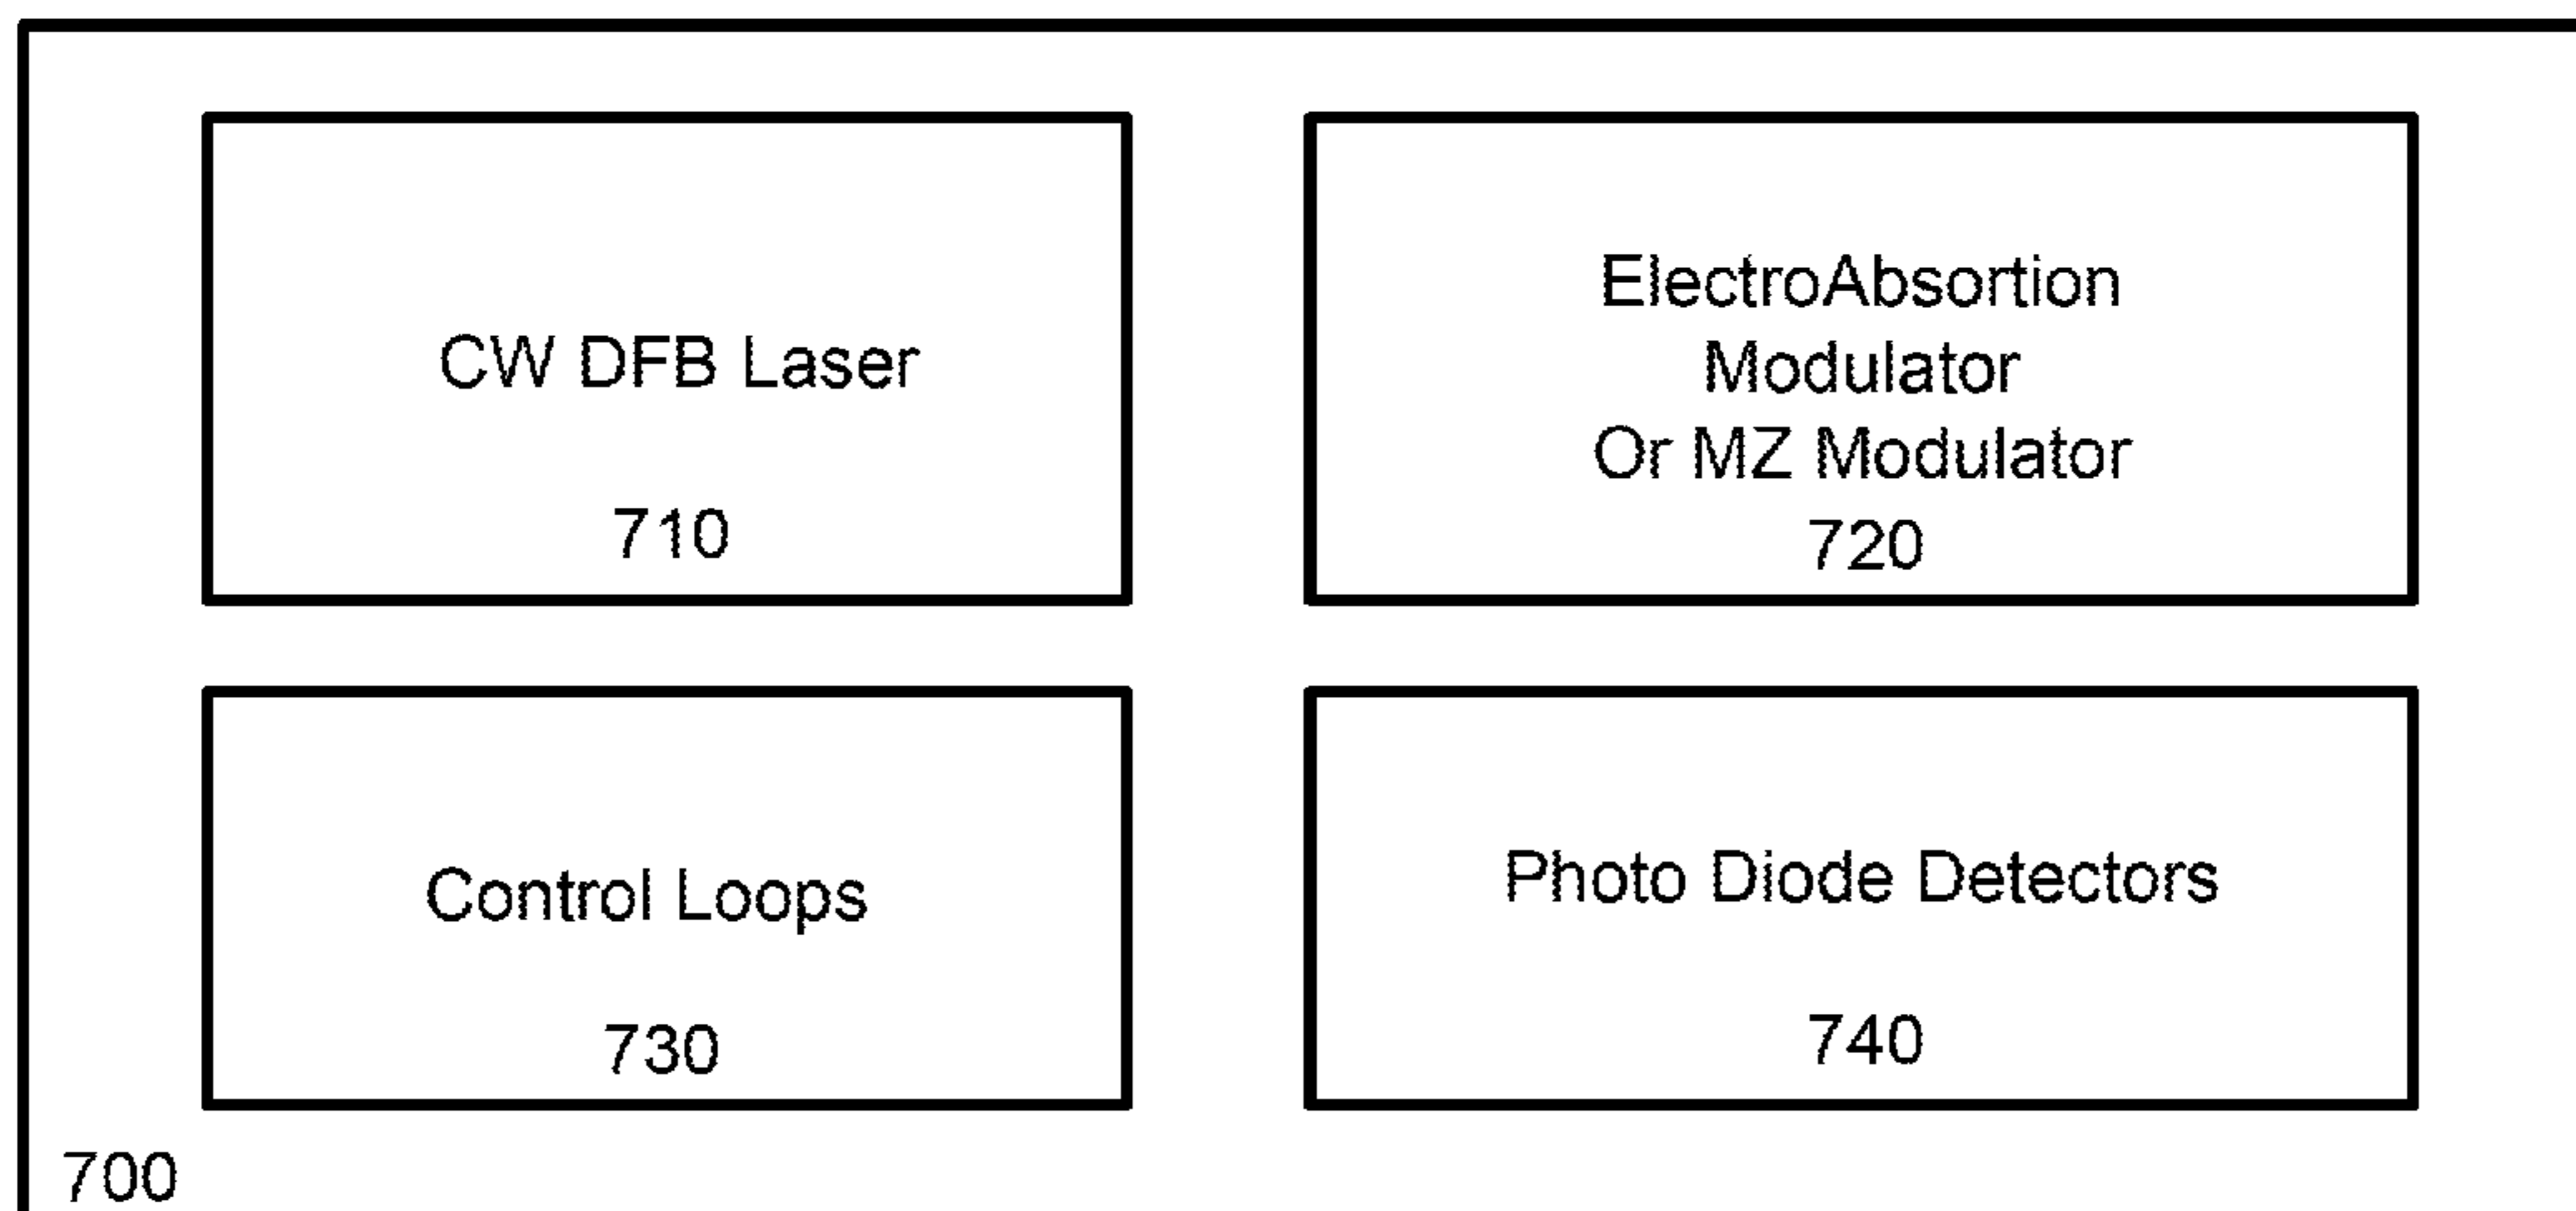 CW DFB Laser
710
ElectroAbsortion
Modulator
Or MZ Modulator
720
Control Loops
730
Photo Diode Detectors
740
700